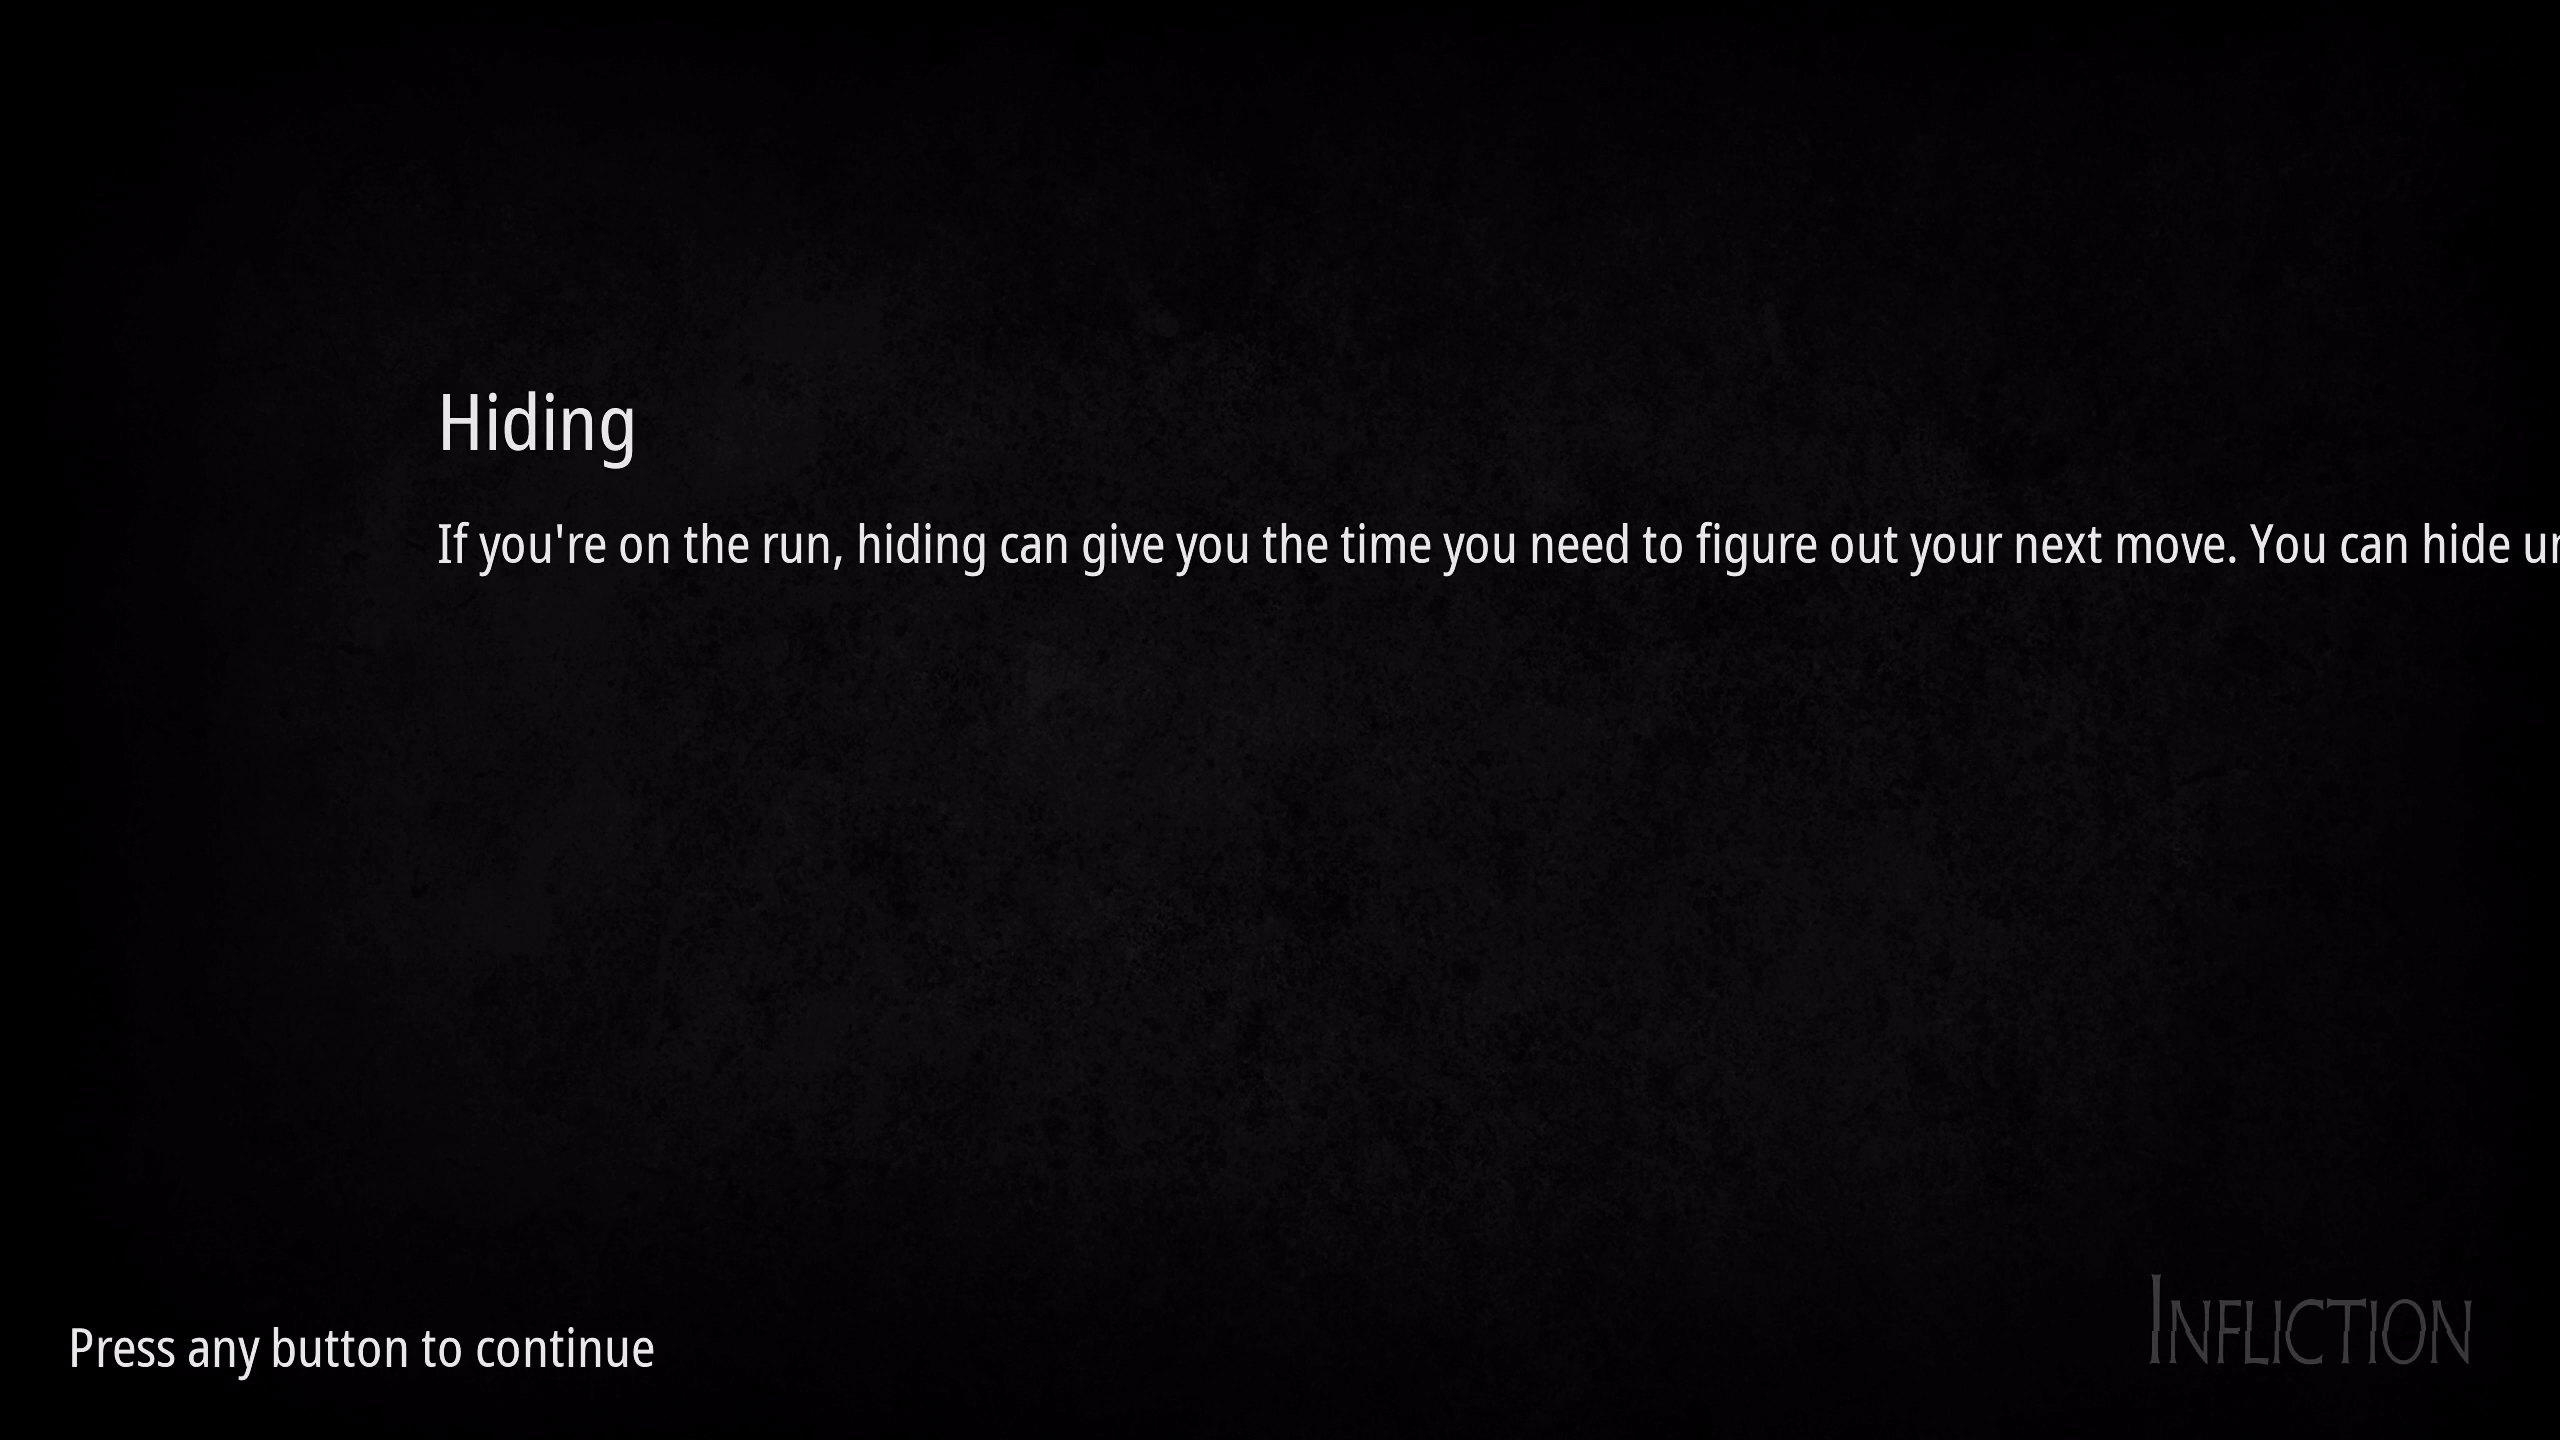 Hiding
If you're on the run, hiding can give you the time you need to figure out your next move. You can hide
Press any button to continue
INFLICTION